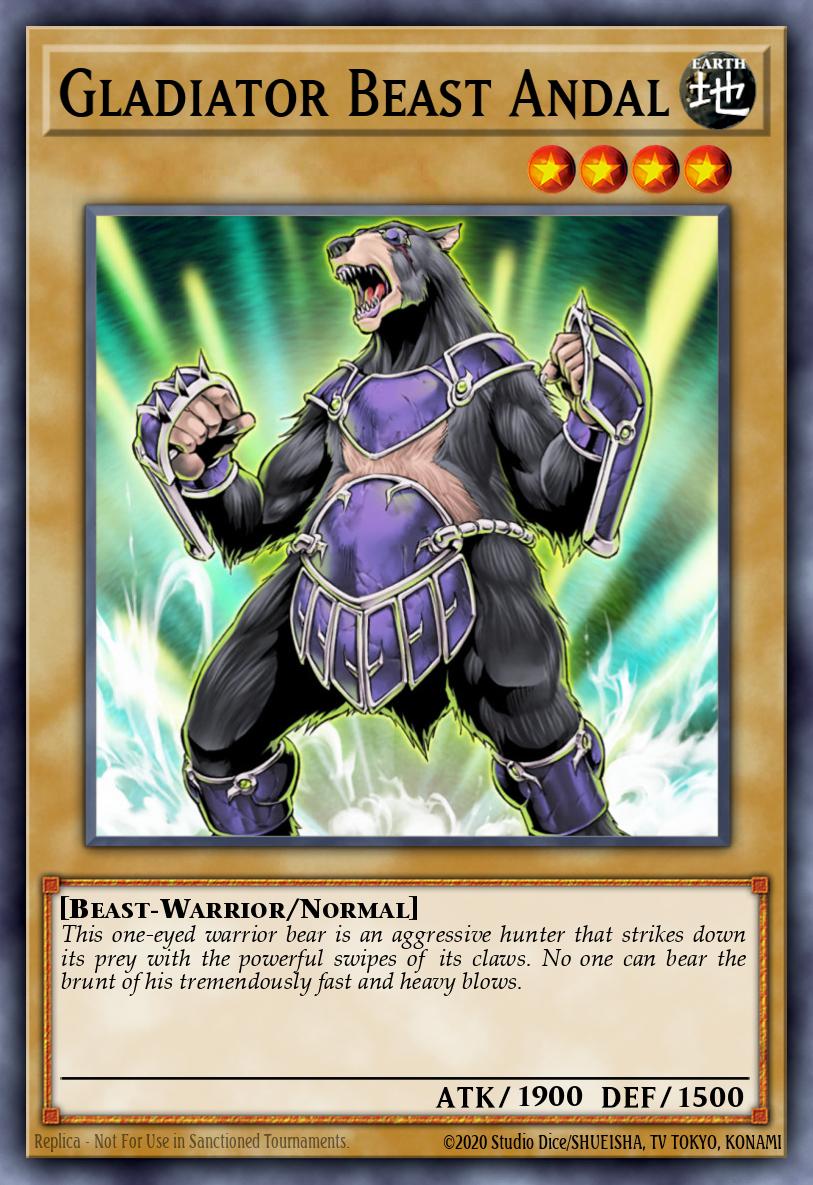 Gladiator Beast Andal
EARTH
地
[Beast-Warrior/Normal]
This one-eyed warrior bear is an aggressive hunter that strikes down
its prey with the powerful swipes of its claws. No one can bear the
brunt of his tremendously fast and heavy blows.
ATK/1900 DEF/1500
Replica - Not For Use in Sanctioned Tournaments.
©2020 Studio Dice/SHUEISHA, TV TOKYO, KONAMI